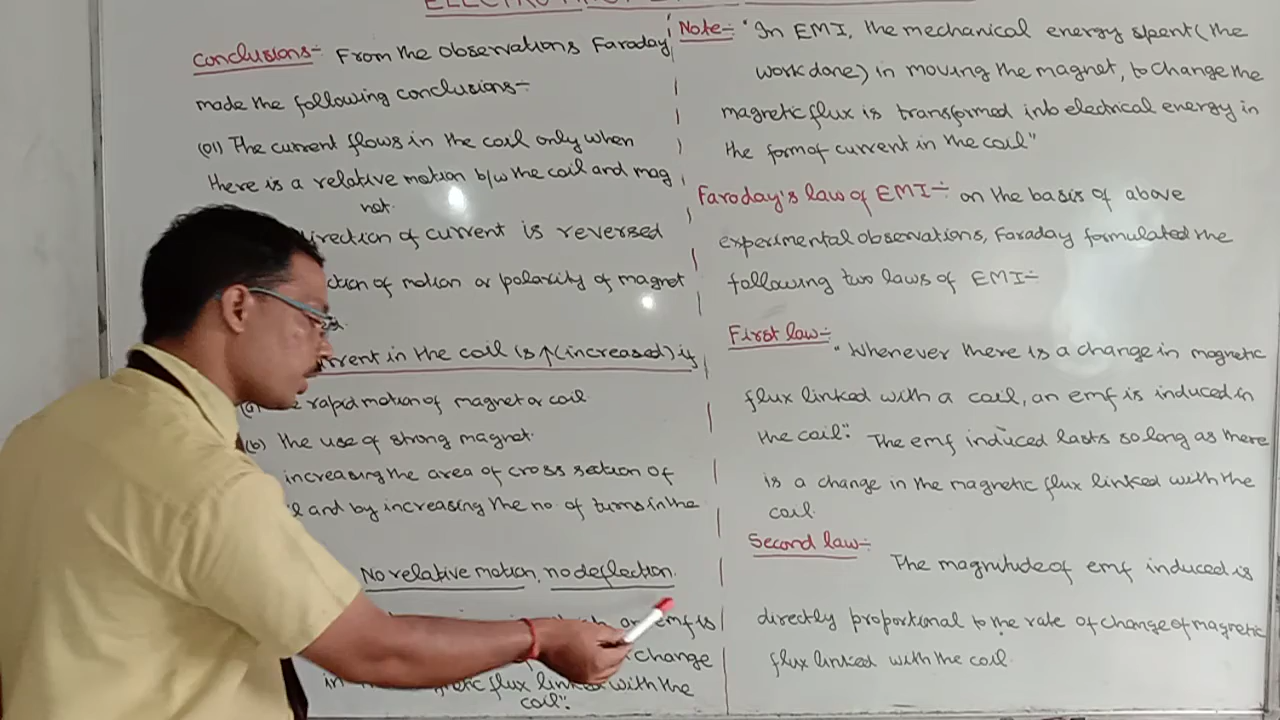 Conclusions:- From the observations Faraday
made the following conclusions:-
(01) The current flows in the coil only when
there is a relative motion b/w the coil and mag
net.
irection of current is reversed
ction of motion or polarity of magnet
rrent in the coil is ↑(increased) if
rapid motion of magnet or coil
(b) the use of strong magnet.
increasing the area of cross section of
and by increasing the no. of turns in the
No relative motion, no deflection.
emf is
change
in flux linked with the
coil".
Note:- "In EMI, the mechanical energy spent (the
work done) in moving the magnet, to change the
magnetic flux is transformed into electrical energy in
the form of current in the coil"
Faroday's law of EMI:- on the basis of above
experimental observations, Faraday formulated the
following two laws of EMI:-
First law:-
"Whenever there is a change in magnetic
flux linked with a coil, an emf is induced in
the coil". The emf induced lasts so long as there
is a change in the magnetic flux linked with the
coil.
Second law:-
The magnitude of emf induced is
directly proportional to the rate of change of magnetic
flux linked with the coil.